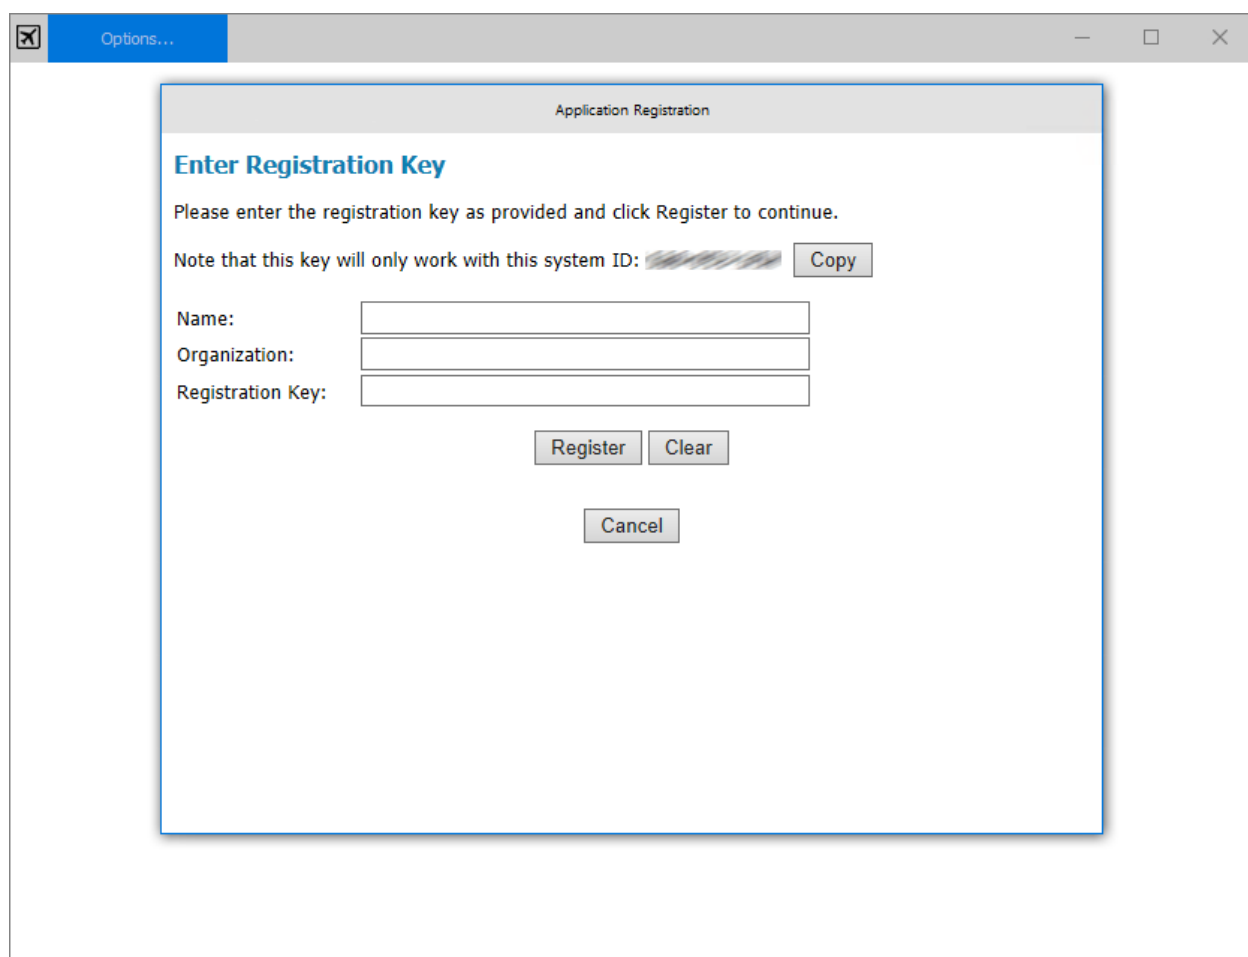 Options...
Application Registration
Enter Registration Key
Please enter the registration key as provided and click Register to continue.
Note that this key will only work with this system ID: Copy
Name:
Organization:
Registration Key:
Register Clear
Cancel